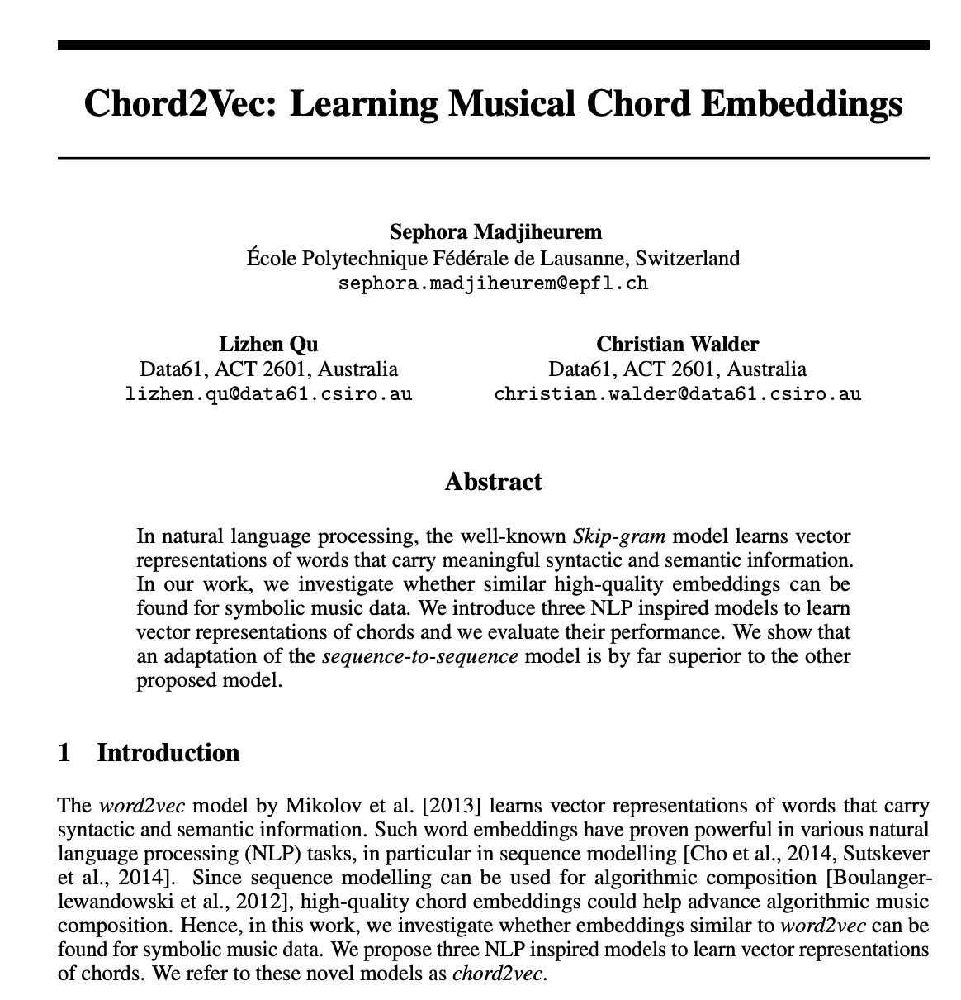 Chord2Vec: Learning Musical Chord Embeddings
Sephora Madjiheurem
École Polytechnique Fédérale de Lausanne, Switzerland
sephora.madjiheurem@epfl.ch
Lizhen Qu
Data61, ACT 2601, Australia
lizhen.qu@data61.csiro.au
Christian Walder
Data61, ACT 2601, Australia
christian.walder@data61.csiro.au
Abstract
In natural language processing, the well-known Skip-gram model learns vector
representations of words that carry meaningful syntactic and semantic information.
In our work, we investigate whether similar high-quality embeddings can be
found for symbolic music data. We introduce three NLP inspired models to learn
vector representations of chords and we evaluate their performance. We show that
an adaptation of the sequence-to-sequence model is by far superior to the other
proposed model.
1 Introduction
The word2vec model by Mikolov et al. [2013] learns vector representations of words that carry
syntactic and semantic information. Such word embeddings have proven powerful in various natural
language processing (NLP) tasks, in particular in sequence modelling [Cho et al., 2014, Sutskever
et al., 2014]. Since sequence modelling can be used for algorithmic composition [Boulanger-
lewandowski et al., 2012], high-quality chord embeddings could help advance algorithmic music
composition. Hence, in this work, we investigate whether embeddings similar to word2vec can be
found for symbolic music data. We propose three NLP inspired models to learn vector representations
of chords. We refer to these novel models as chord2vec.